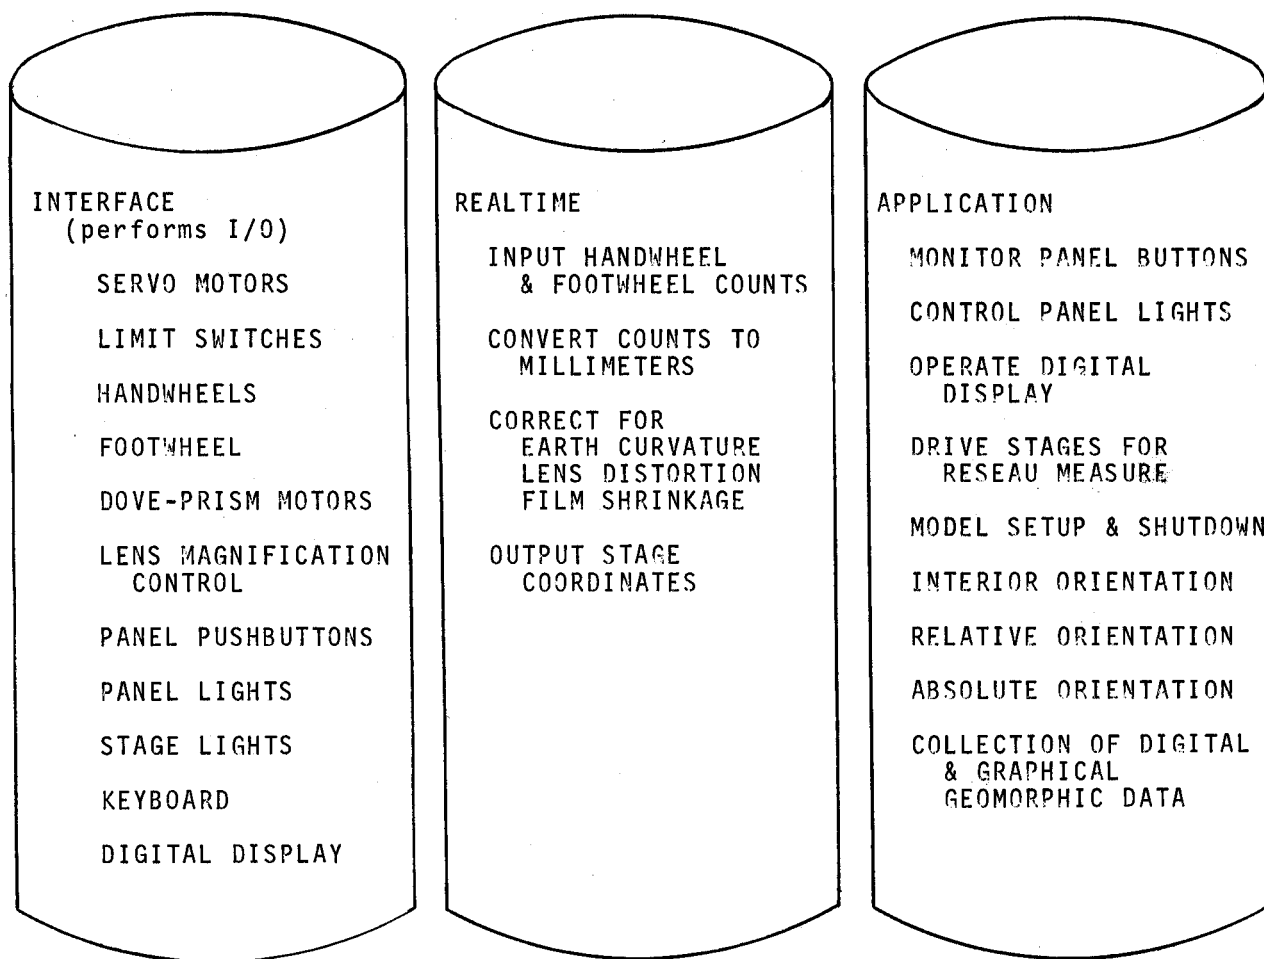 INTERFACE
(performs I/O)
SERVO MOTORS
LIMIT SWITCHES
HANDWHEELS
FOOTWHEEL
DOVE-PRISM MOTORS
LENS MAGNIFICATION
CONTROL
PANEL PUSHBUTTONS
PANEL LIGHTS
STAGE LIGHTS
KEYBOARD
DIGITAL DISPLAY
REALTIME
INPUT HANDWHEEL
& FOOTWHEEL COUNTS
CONVERT COUNTS TO
MILLIMETERS
CORRECT FOR
EARTH CURVATURE
LENS DISTORTION
FILM SHRINKAGE
OUTPUT STAGE
COORDINATES
APPLICATION
MONITOR PANEL BUTTONS
CONTROL PANEL LIGHTS
OPERATE DIGITAL
DISPLAY
DRIVE STAGES FOR
RESEAU MEASURE
MODEL SETUP & SHUTDOWN
INTERIOR ORIENTATION
RELATIVE ORIENTATION
ABSOLUTE ORIENTATION
COLLECTION OF DIGITAL
& GRAPHICAL
GEOMORPHIC DATA